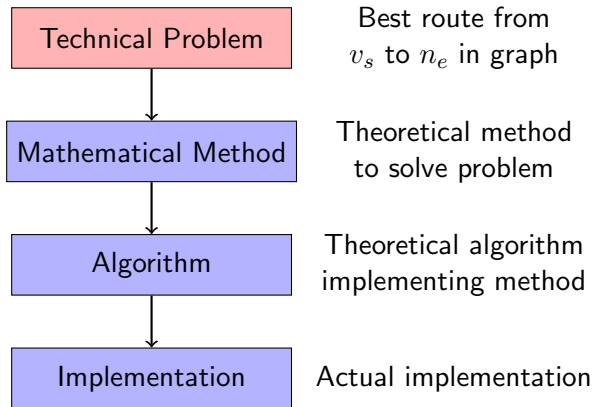 Technical Problem
Best route from
v_s to n_e in graph
Mathematical Method
Theoretical method
to solve problem
Algorithm
Theoretical algorithm
implementing method
Implementation
Actual implementation